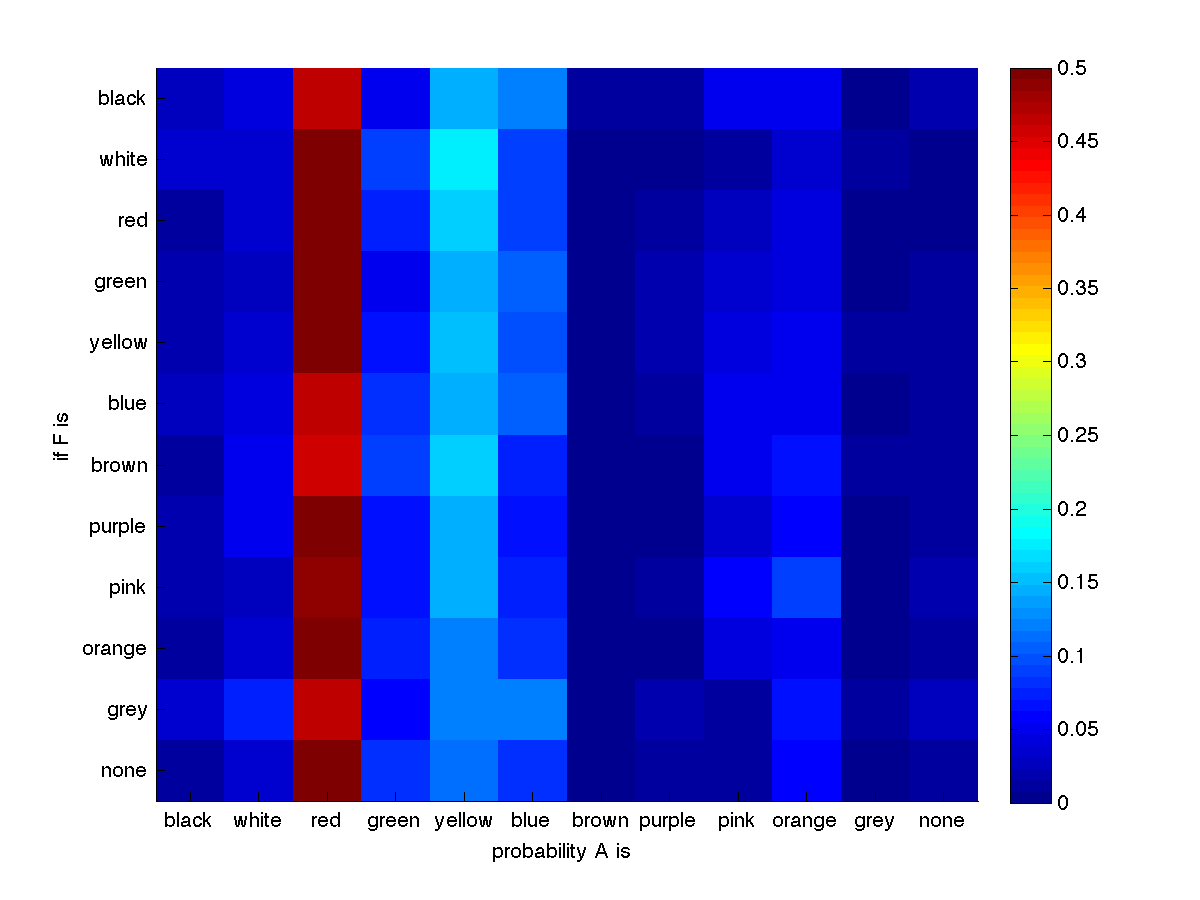 black
white
red
green
yellow
blue
brown
purple
pink
orange
grey
none
if F is
black white red green yellow blue brown purple pink orange grey none
probability A is
0.5
0.45
0.4
0.35
0.3
0.25
0.2
0.15
0.1
0.05
0